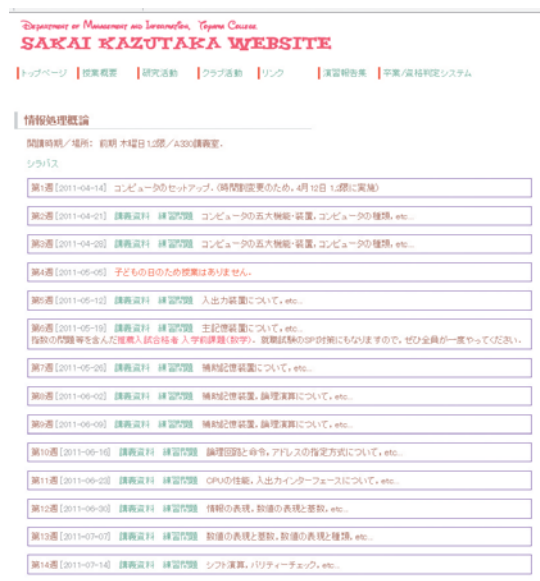 Department of Management and Information, Toyama College
SAKAI KAZUTAKA WEBSITE
トップページ 授業概要 研究活動 クラブ活動 リンク 演習報告集 卒業/資格判定システム
情報処理概論
開講時期/場所: 前期 木曜日1,2限/A330講義室.
シラバス
第1週[2011-04-14] コンピュータのセットアップ.(時間割変更のため,4月12日 1,2限に実施)
第2週[2011-04-21] 講義資料 練習問題 コンピュータの五大機能・装置,コンピュータの種類,etc...
第3週[2011-04-28] 講義資料 練習問題 コンピュータの五大機能・装置,コンピュータの種類,etc...
第4週[2011-05-05] 子どもの日のため授業はありません.
第5週[2011-05-12] 講義資料 練習問題 入出力装置について,etc...
第6週[2011-05-19] 講義資料 練習問題 主記憶装置について,etc...
指数の問題等を含んだ推薦入試合格者 入学前課題(数学). 就職試験のSPI対策にもなりますので,ぜひ全員が一度やってください.
第7週[2011-05-26] 講義資料 練習問題 補助記憶装置について,etc...
第8週[2011-06-02] 講義資料 練習問題 補助記憶装置,論理演算について,etc...
第9週[2011-06-09] 講義資料 練習問題 補助記憶装置,論理演算について,etc...
第10週[2011-06-16] 講義資料 練習問題 論理回路と命令,アドレスの指定方式について,etc...
第11週[2011-06-23] 講義資料 練習問題 CPUの性能,入出力インターフェースについて,etc...
第12週[2011-06-30] 講義資料 練習問題 情報の表現,数値の表現と基数,etc...
第13週[2011-07-07] 講義資料 練習問題 数値の表現と基数,数値の表現と種類,etc...
第14週[2011-07-14] 講義資料 練習問題 シフト演算,パリティーチェック,etc...